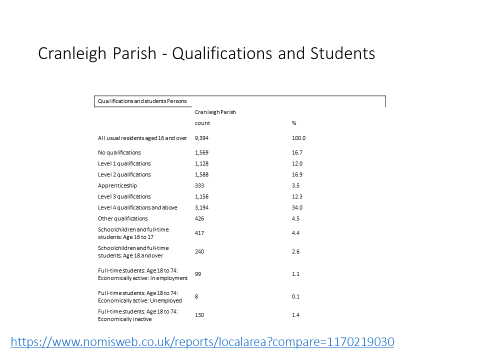 Cranleigh Parish - Qualifications and Students
Qualifications and students Persons
Cranleigh Parish
count %
All usual residents aged 16 and over 9,394 100.0
No qualifications 1,569 16.7
Level 1 qualifications 1,128 12.0
Level 2 qualifications 1,588 16.9
Apprenticeship 333 3.5
Level 3 qualifications 1,156 12.3
Level 4 qualifications and above 3,194 34.0
Other qualifications 426 4.5
Schoolchildren and full-time
students: Age 16 to 17 417 4.4
Schoolchildren and full-time
students: Age 18 and over 240 2.6
Full-time students: Age 18 to 74:
Economically active: In employment 99 1.1
Full-time students: Age 18 to 74:
Economically active: Unemployed 8 0.1
Full-time students: Age 18 to 74:
Economically inactive 130 1.4
https://www.nomisweb.co.uk/reports/localarea?compare=1170219030